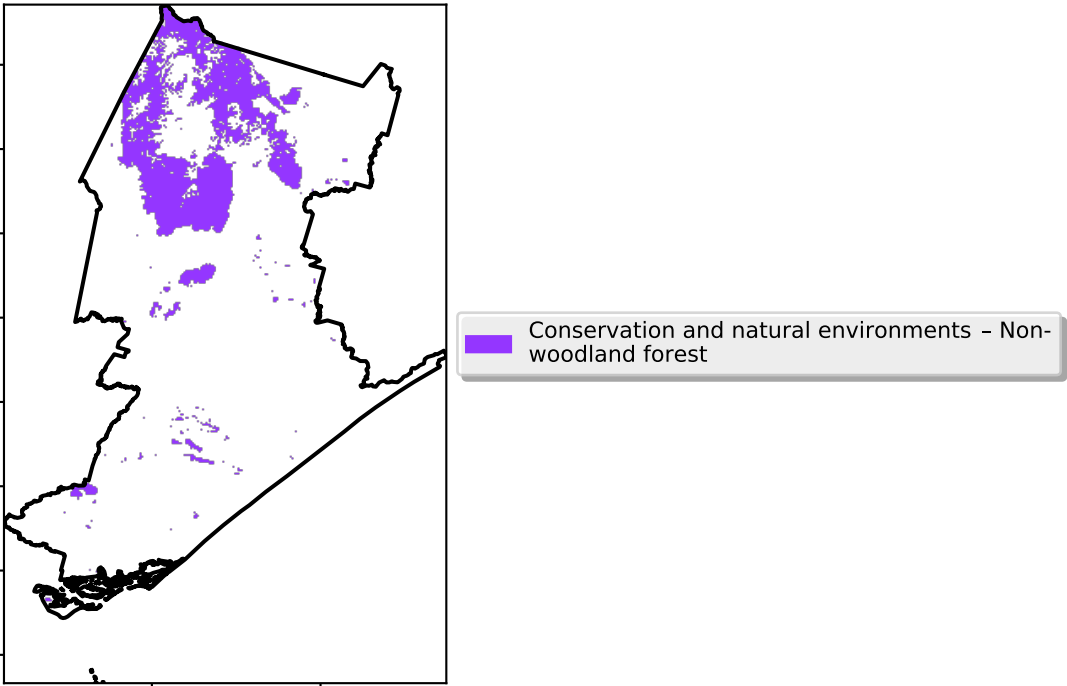 Conservation and natural environments – Non-
woodland forest